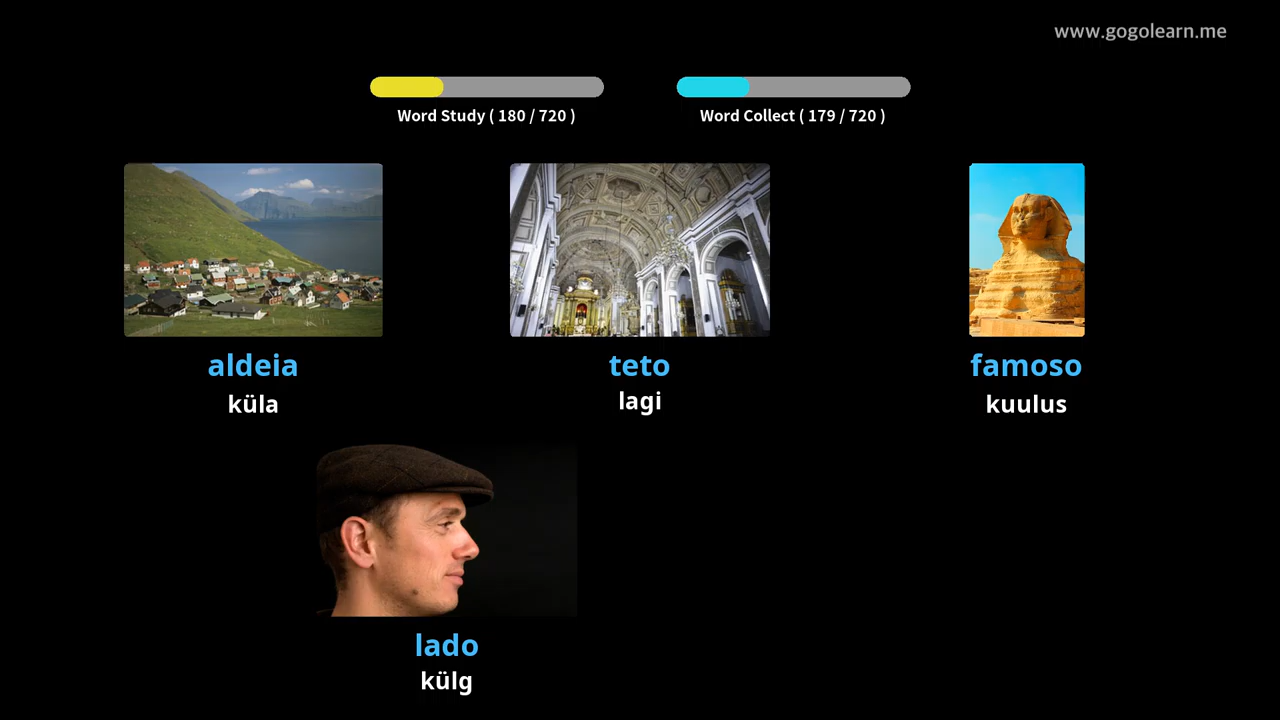 www.gogolearn.me
Word Study ( 180 / 720 )
Word Collect ( 179 / 720 )
aldeia
küla
teto
lagi
famoso
kuulus
lado
külg